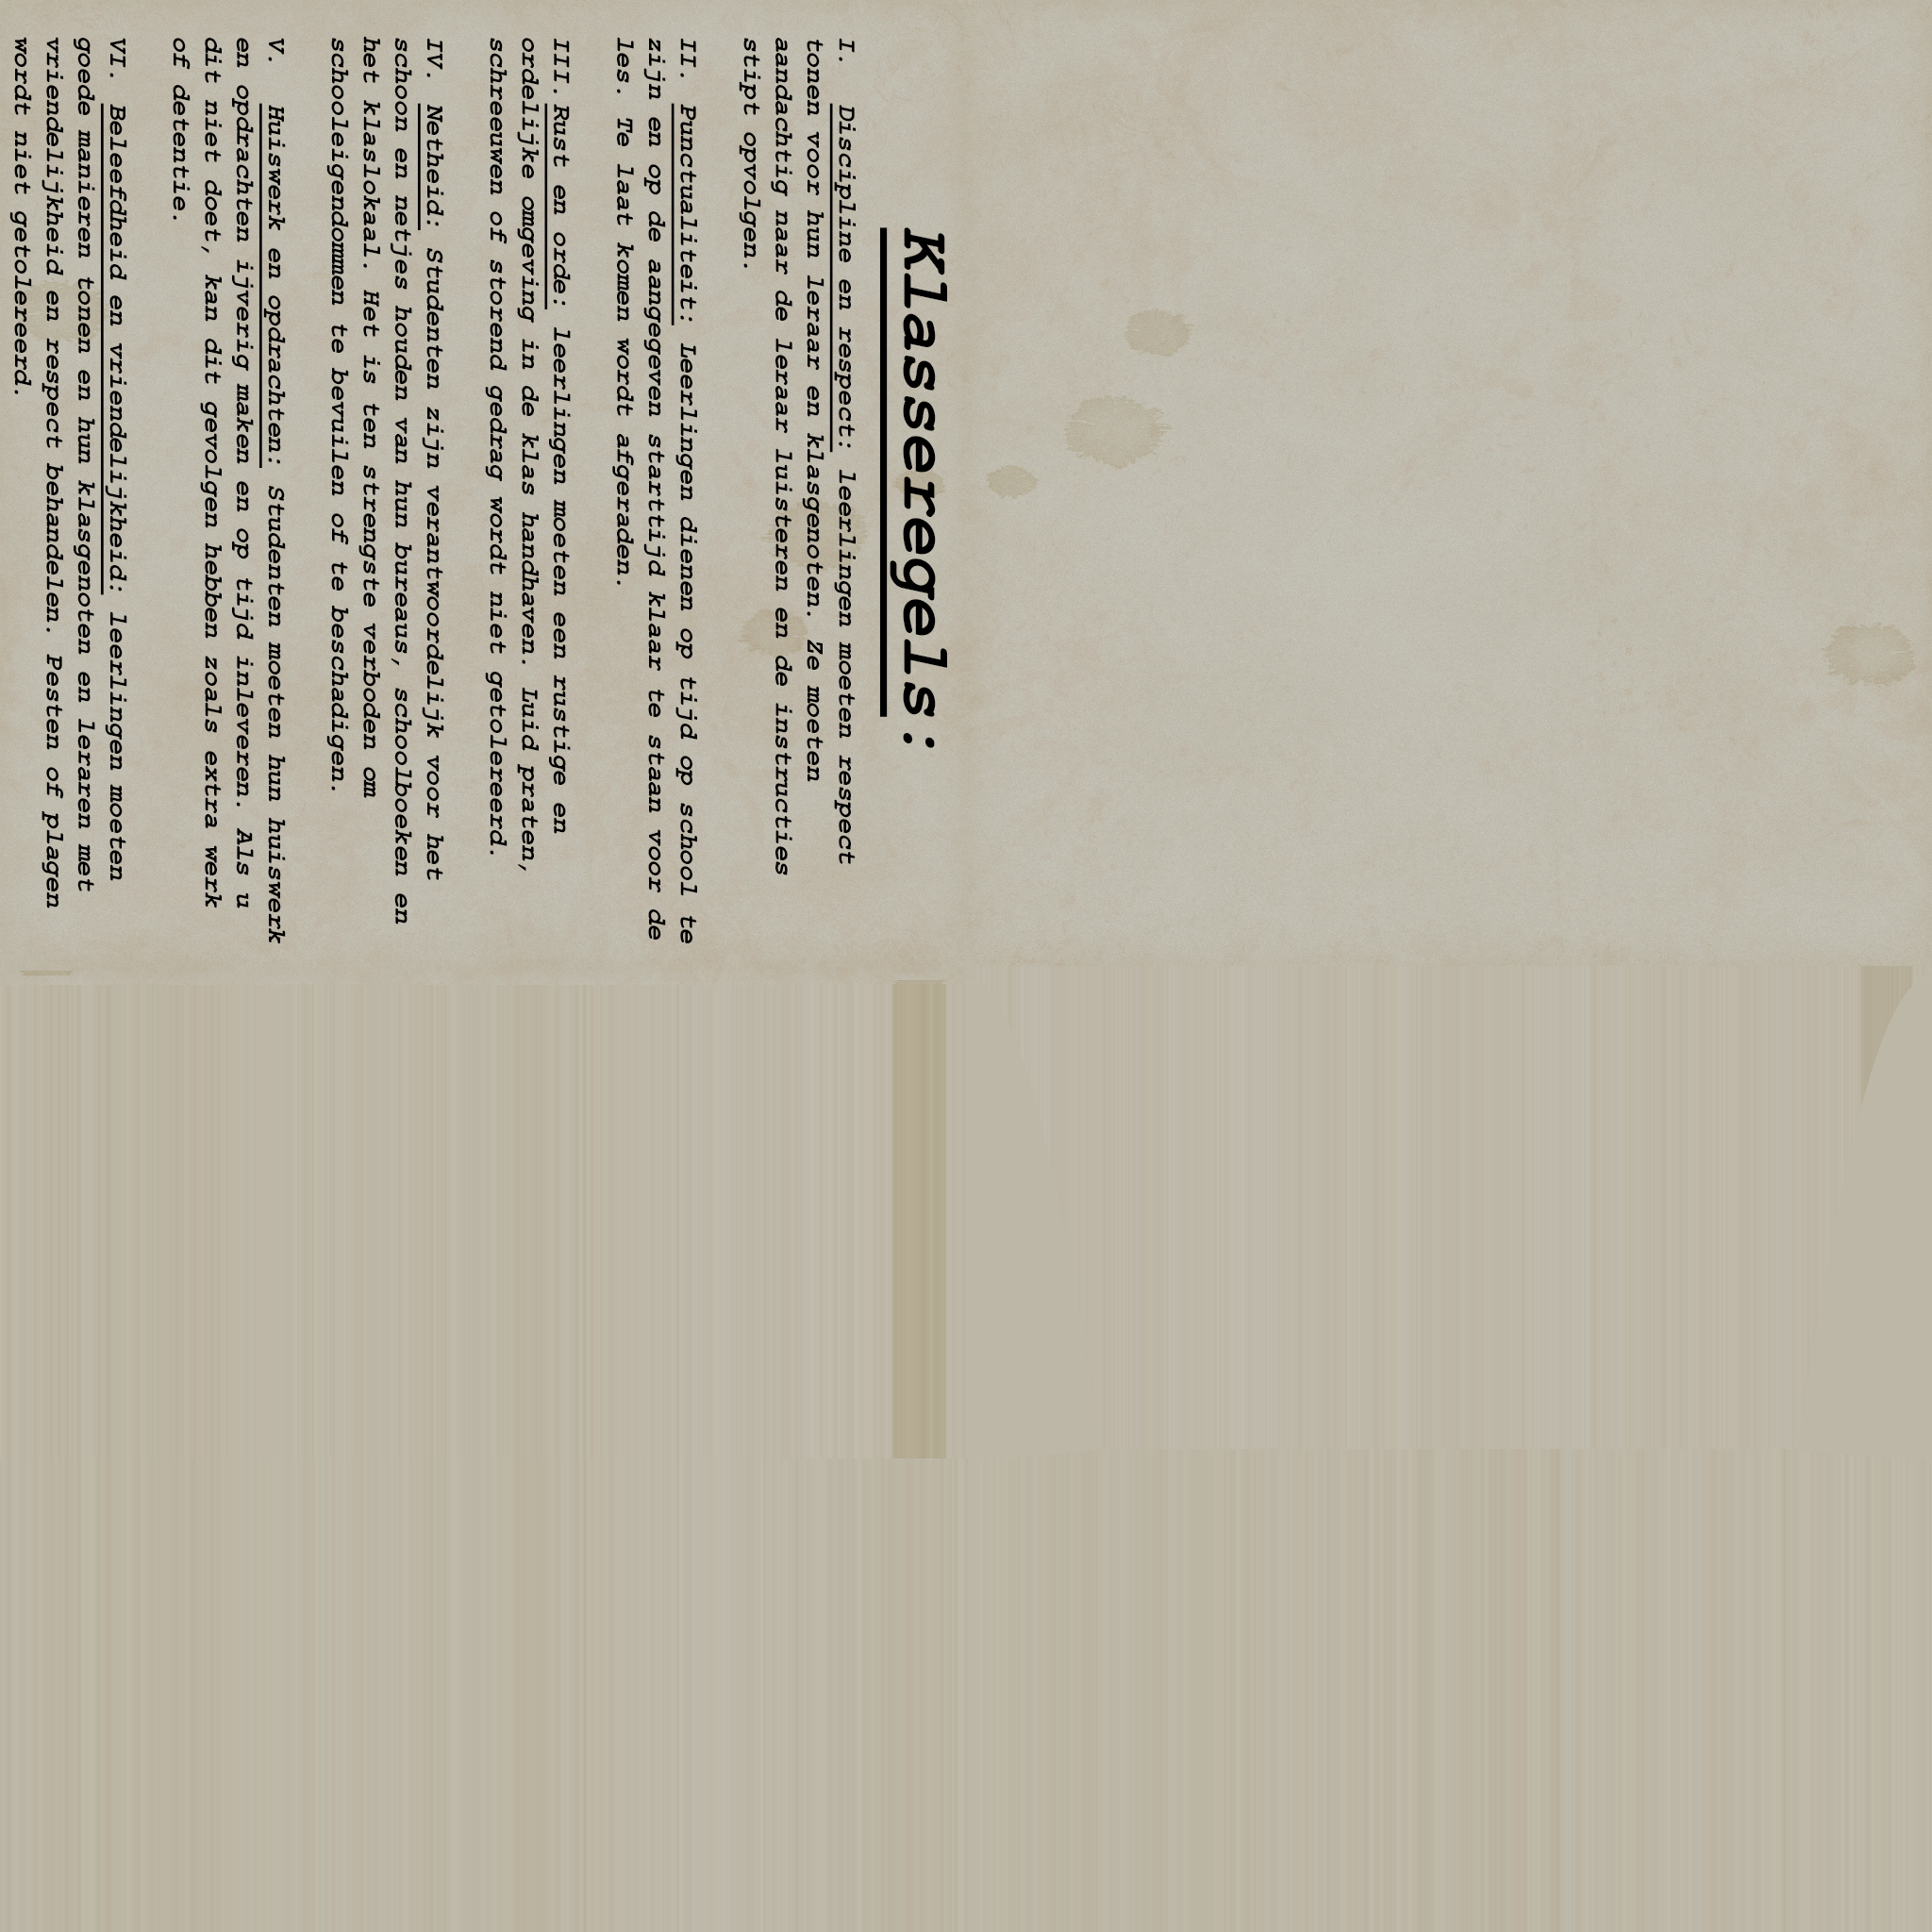 Klasseregels:
I. Discipline en respect: leerlingen moeten respect
tonen voor hun leraar en klasgenoten. Ze moeten
aandachtig naar de leraar luisteren en de instructies
stipt opvolgen.
II. Punctualiteit: Leerlingen dienen op tijd op school te
zijn en op de aangegeven starttijd klaar te staan voor de
les. Te laat komen wordt afgeraden.
III. Rust en orde: leerlingen moeten een rustige en
ordelijke omgeving in de klas handhaven. Luid praten,
schreeuwen of storend gedrag wordt niet getolereerd.
IV. Netheid: Studenten zijn verantwoordelijk voor het
schoon en netjes houden van hun bureaus, schoolboeken en
het klaslokaal. Het is ten strengste verboden om
schooleigendommen te bevuilen of te beschadigen.
V. Huiswerk en opdrachten: Studenten moeten hun huiswerk
en opdrachten ijverig maken en op tijd inleveren. Als u
dit niet doet, kan dit gevolgen hebben zoals extra werk
of detentie.
VI. Beleefdheid en vriendelijkheid: leerlingen moeten
goede manieren tonen en hun klasgenoten en leraren met
vriendelijkheid en respect behandelen. Pesten of plagen
wordt niet getolereerd.